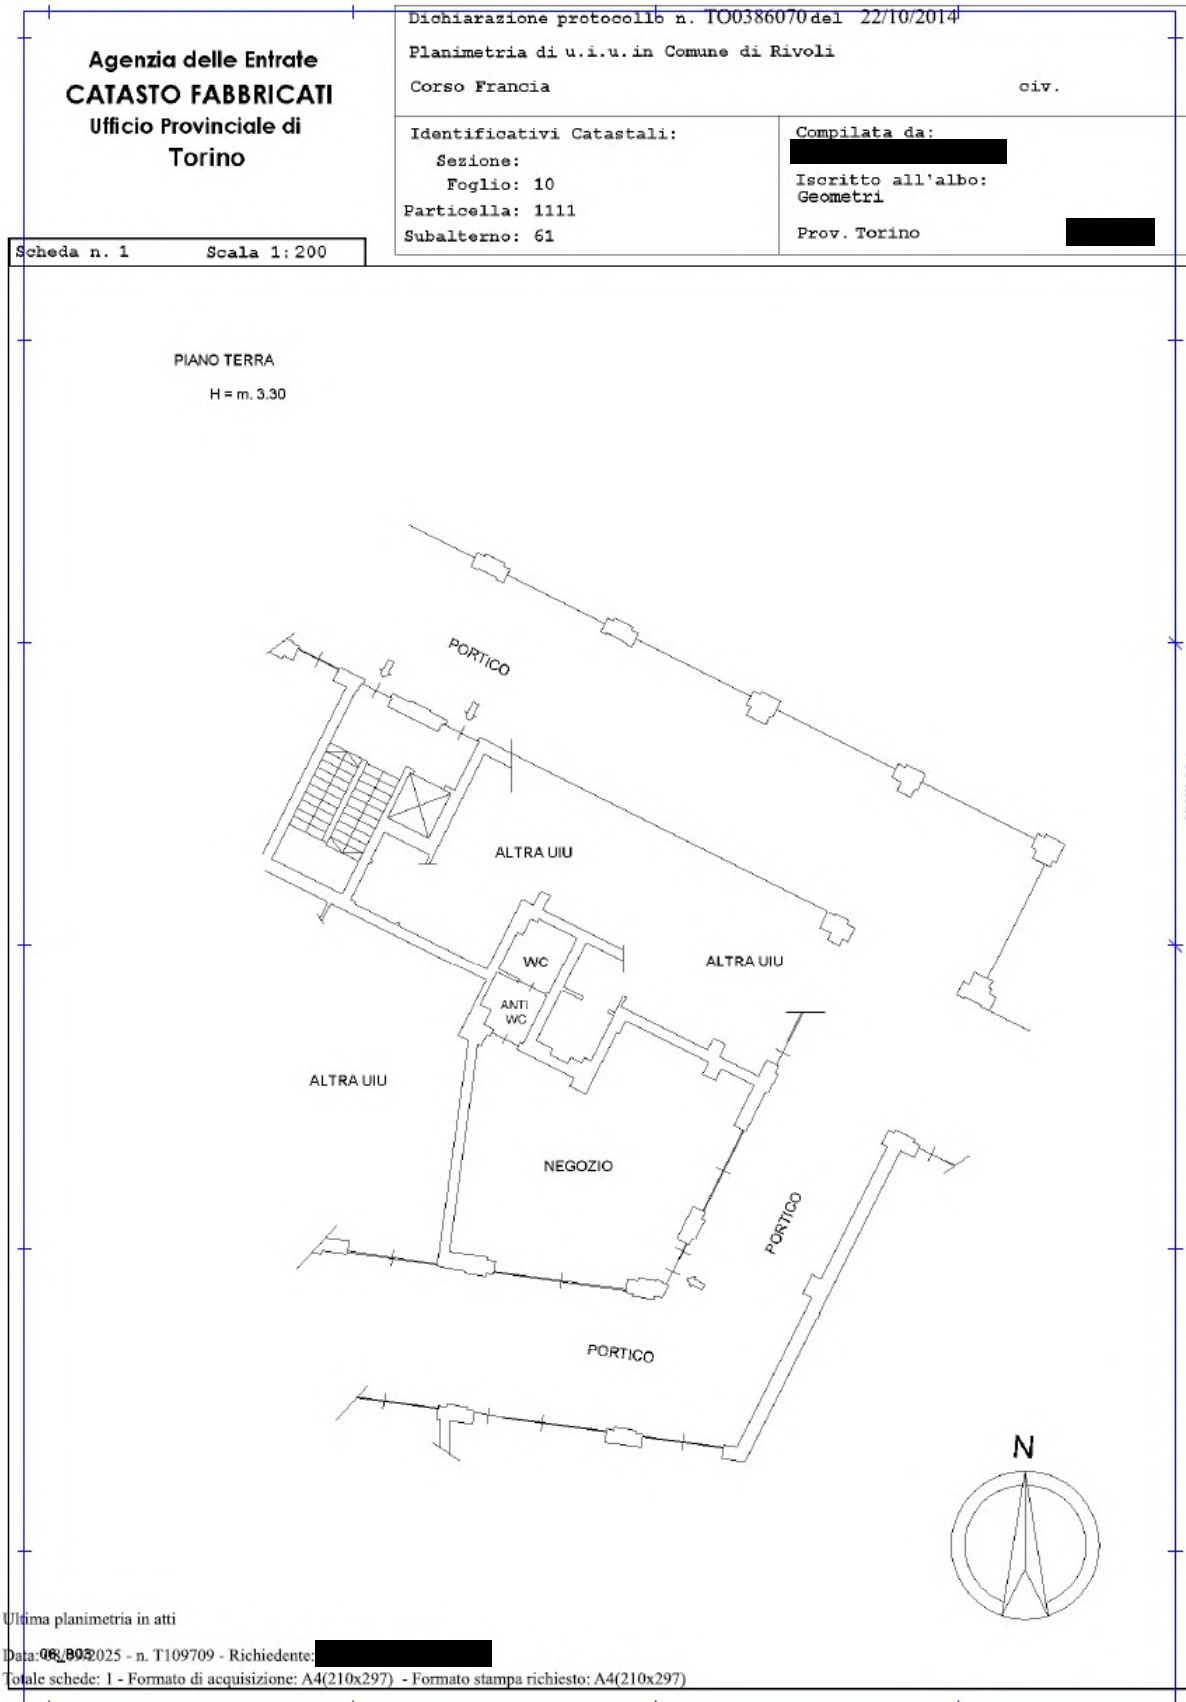 Agenzia delle Entrate
CATASTO FABBRICATI
Ufficio Provinciale di
Torino
Dichiarazione protocollo n. TO0386070 del 22/10/2014
Planimetria di u.i.u. in Comune di Rivoli
Corso Francia civ.
Identificativi Catastali:
Sezione:
Foglio: 10
Particella: 1111
Subalterno: 61
Compilata da:
Iscritto all'albo:
Geometri
Prov. Torino
Scheda n. 1 Scala 1:200
PIANO TERRA
H = m. 3.30
PORTICO
ALTRA UIU
WC
ALTRA UIU
ANTI
WC
ALTRA UIU
NEGOZIO
PORTICO
PORTICO
N
Ultima planimetria in atti
Data: 2025 - n. T109709 - Richiedente:
06_B03
Totale schede: 1 - Formato di acquisizione: A4(210x297) - Formato stampa richiesto: A4(210x297)